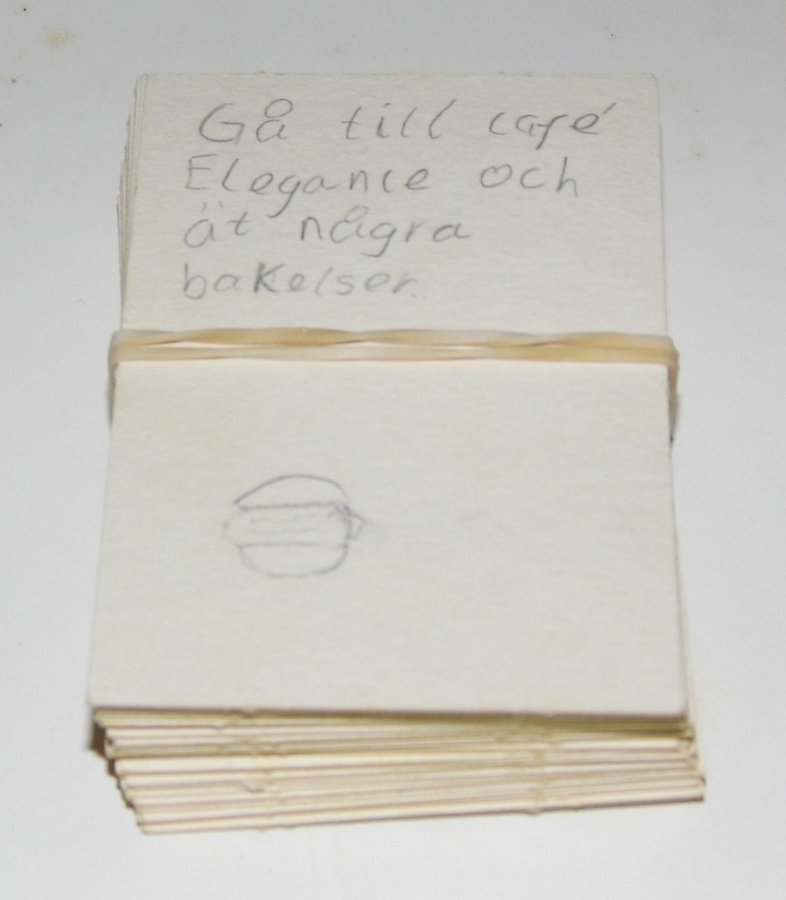 Gå till café
Elegance och
ät några
bakelser.